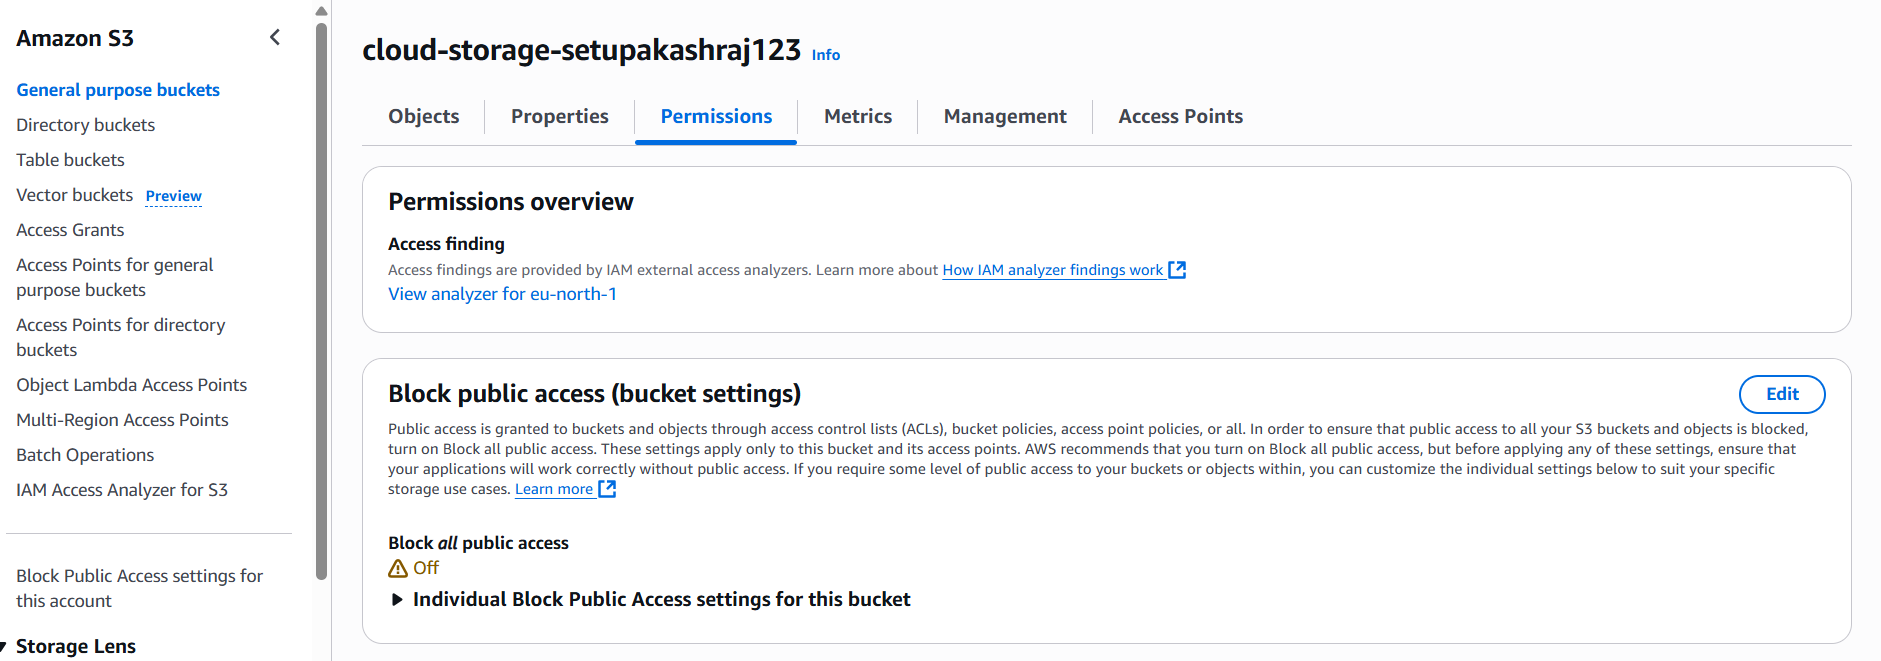 Amazon S3
General purpose buckets
Directory buckets
Table buckets
Vector buckets Preview
Access Grants
Access Points for general
purpose buckets
Access Points for directory
buckets
Object Lambda Access Points
Multi-Region Access Points
Batch Operations
IAM Access Analyzer for S3
Block Public Access settings for
this account
Storage Lens
cloud-storage-setupakashraj123 Info
Objects Properties Permissions Metrics Management Access Points
Permissions overview
Access finding
Access findings are provided by IAM external access analyzers. Learn more about How IAM analyzer findings work
View analyzer for eu-north-1
Block public access (bucket settings)
Edit
Public access is granted to buckets and objects through access control lists (ACLs), bucket policies, access point policies, or all. In order to ensure that public access to all your S3 buckets and objects is blocked,
turn on Block all public access. These settings apply only to this bucket and its access points. AWS recommends that you turn on Block all public access, but before applying any of these settings, ensure that
your applications will work correctly without public access. If you require some level of public access to your buckets or objects within, you can customize the individual settings below to suit your specific
storage use cases. Learn more
Block all public access
Off
Individual Block Public Access settings for this bucket